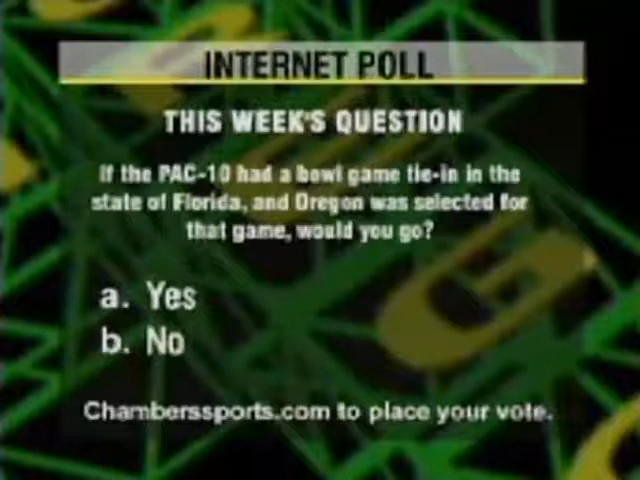 INTERNET POLL
THIS WEEK'S QUESTION
If the PAC-10 had a bowl game tie-in in the
state of Florida, and Oregon was selected for
that game, would you go?
a. Yes
b. No
Chamberssports.com to place your vote.